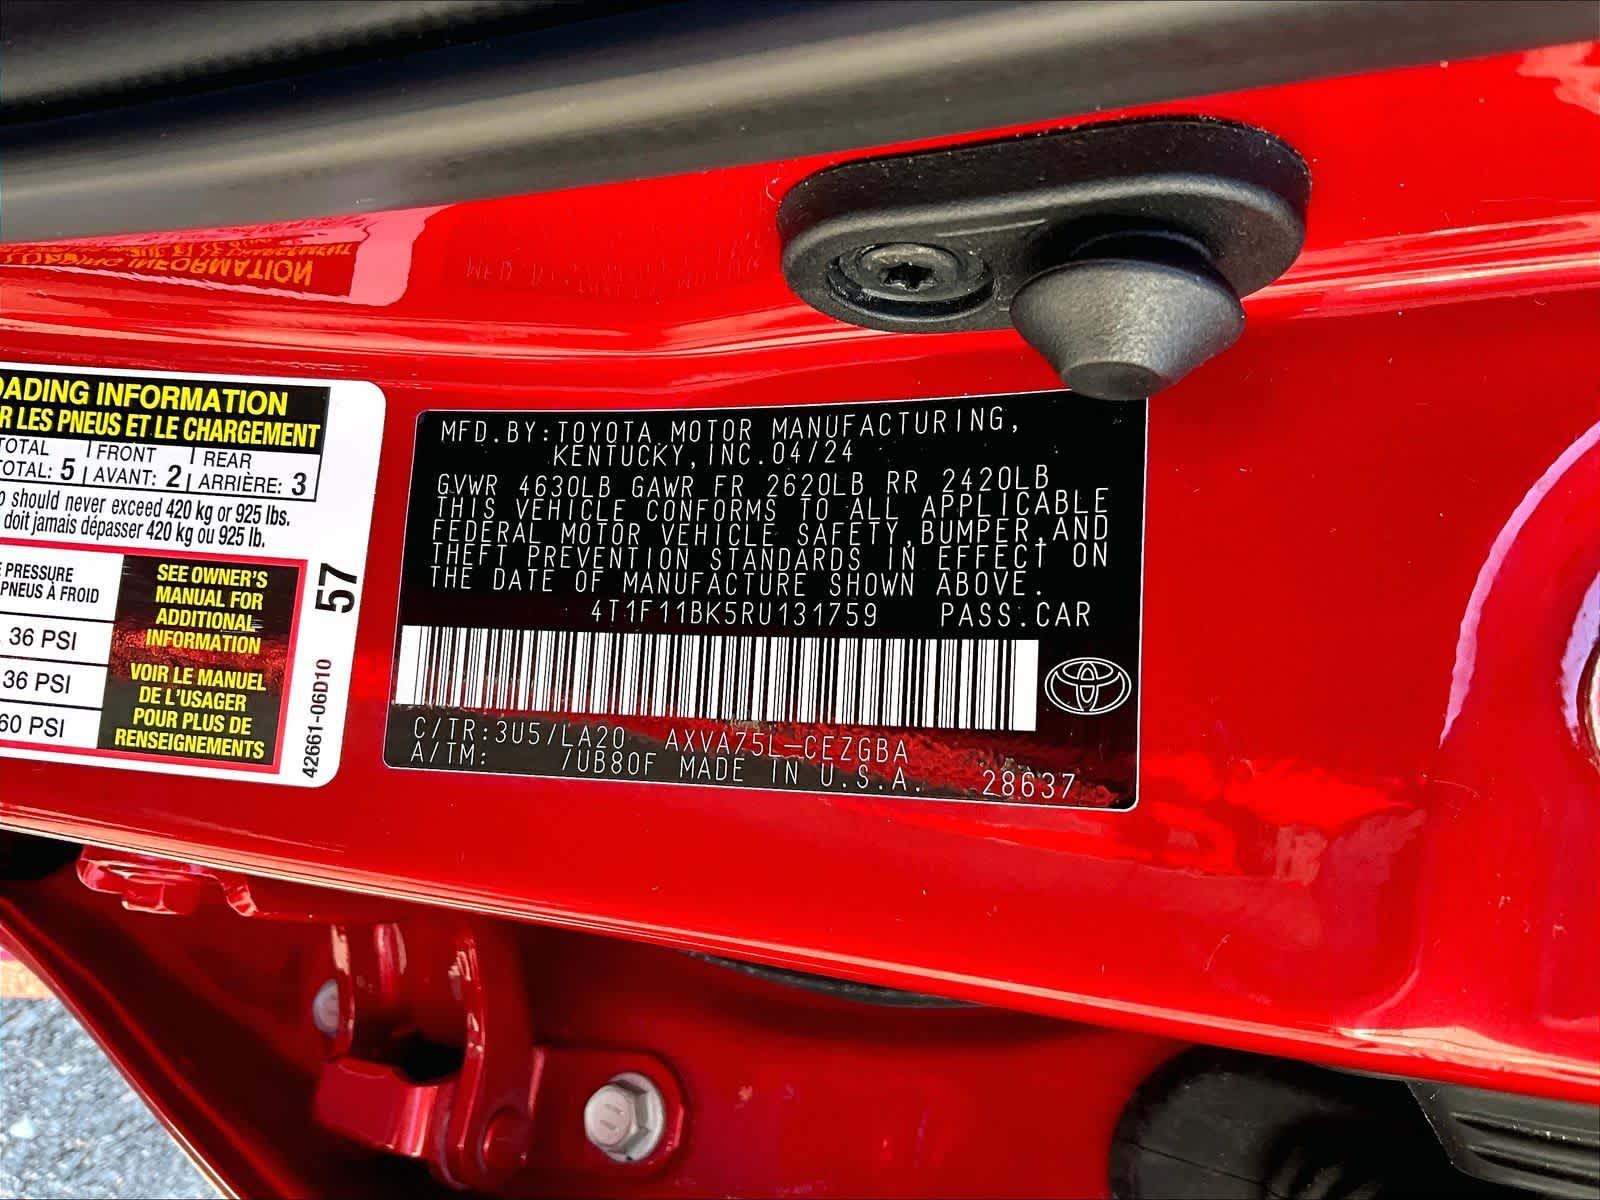 OADING INFORMATION
R LES PNEUS ET LE CHARGEMENT
TOTAL FRONT REAR
OTAL: 5 AVANT: 2 ARRIÈRE: 3
o should never exceed 420 kg or 925 lbs.
doit jamais dépasser 420 kg ou 925 lb.
E PRESSURE
PNEUS À FROID
36 PSI
36 PSI
60 PSI
SEE OWNER'S
MANUAL FOR
ADDITIONAL
INFORMATION
VOIR LE MANUEL
DE L'USAGER
POUR PLUS DE
RENSEIGNEMENTS
57
42661-06D10
MFD.BY:TOYOTA MOTOR MANUFACTURING,
KENTUCKY,INC.04/24
GVWR 4630LB GAWR FR 2620LB RR 2420LB
THIS VEHICLE CONFORMS TO ALL APPLICABLE
FEDERAL MOTOR VEHICLE SAFETY,BUMPER,AND
THEFT PREVENTION STANDARDS IN EFFECT ON
THE DATE OF MANUFACTURE SHOWN ABOVE.
4T1F11BK5RU131759 PASS.CAR
C/TR:3U5/LA20 AXVA75L-CEZGBA
A/TM: /UB80F MADE IN U.S.A. 28637